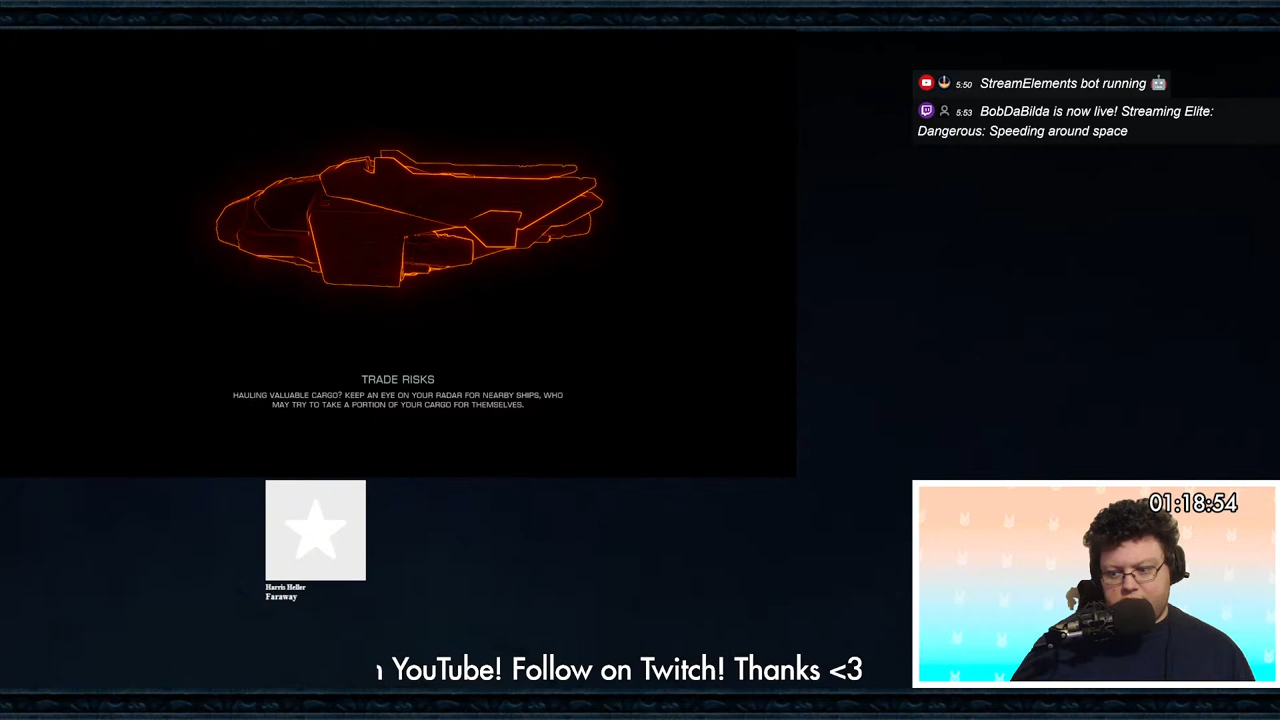 5:50 StreamElements bot running
5:53 BobDaBilda is now live! Streaming Elite:
Dangerous: Speeding around space
TRADE RISKS
HAULING VALUABLE CARGO? KEEP AN EYE ON YOUR RADAR FOR NEARBY SHIPS, WHO
MAY TRY TO TAKE A PORTION OF YOUR CARGO FOR THEMSELVES.
01:18:54
Harris Heller
Faraway
YouTube! Follow on Twitch! Thanks <3